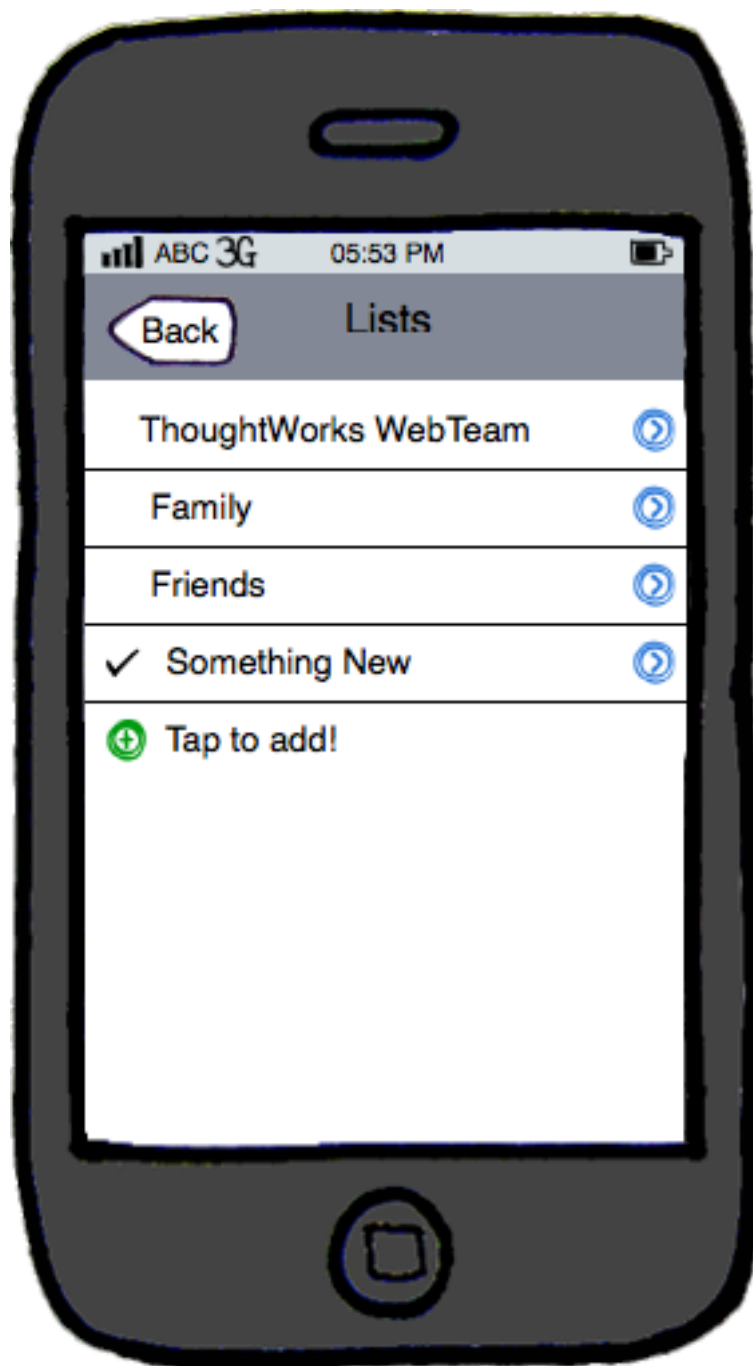 ABC 3G 05:53 PM
Back Lists
ThoughtWorks WebTeam
Family
Friends
Something New
Tap to add!